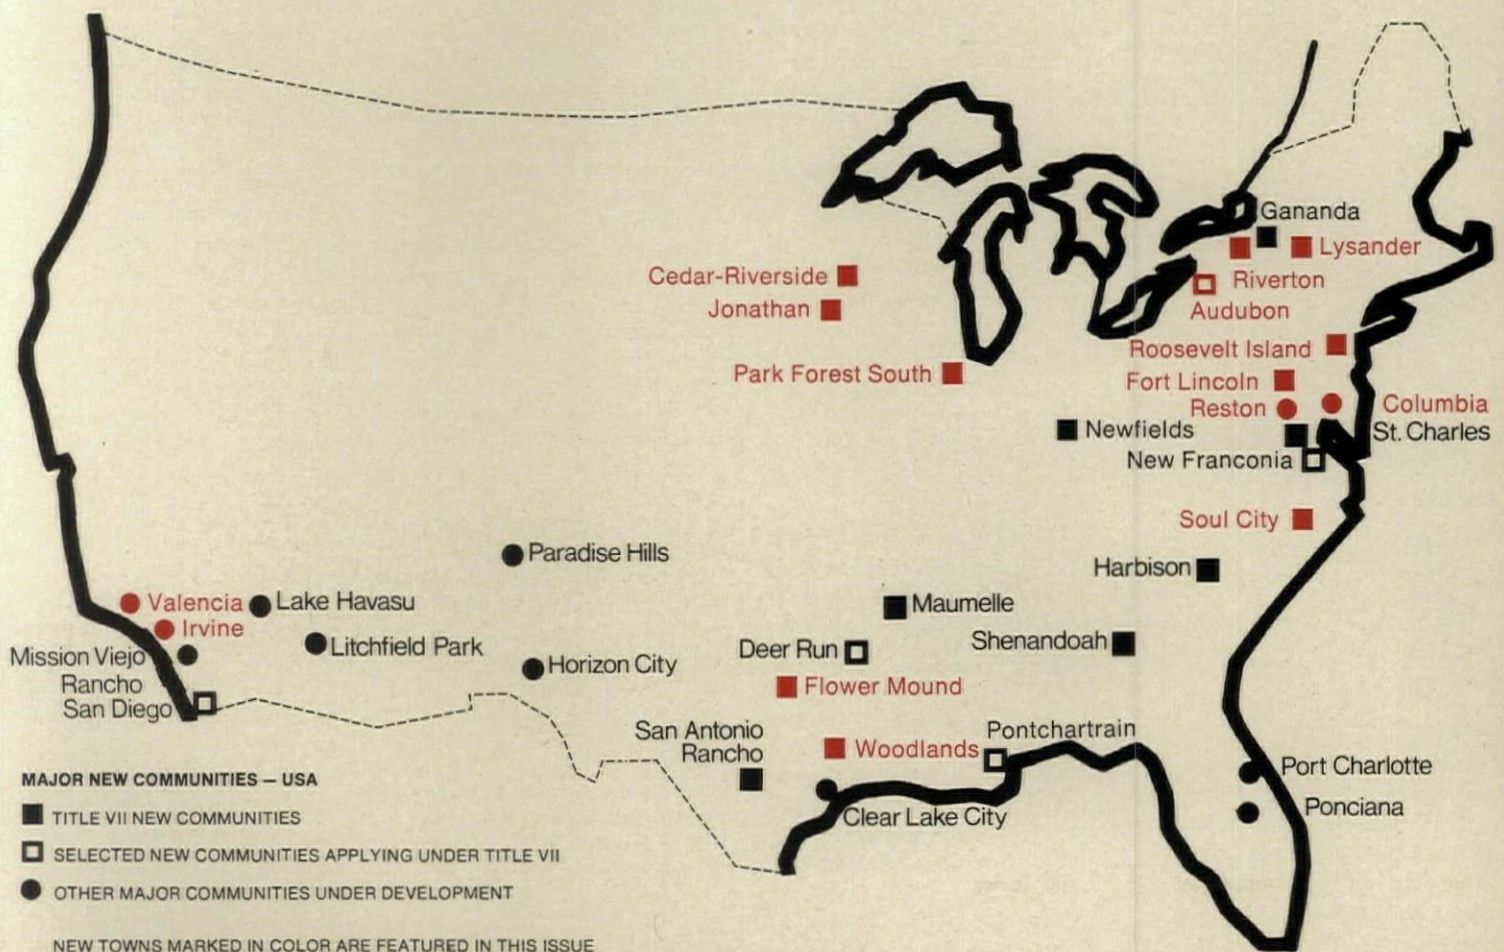 Gananda
Lysander
Cedar-Riverside
Riverton
Jonathan
Audubon
Roosevelt Island
Park Forest South
Fort Lincoln
Reston
Columbia
Newfields
St. Charles
New Franconia
Soul City
Paradise Hills
Harbison
Valencia
Lake Havasu
Maumelle
Irvine
Litchfield Park
Shenandoah
Mission Viejo
Deer Run
Horizon City
Rancho
San Diego
Flower Mound
San Antonio
Rancho
Pontchartrain
Woodlands
Port Charlotte
Ponciana
Clear Lake City
MAJOR NEW COMMUNITIES — USA
TITLE VII NEW COMMUNITIES
SELECTED NEW COMMUNITIES APPLYING UNDER TITLE VII
OTHER MAJOR COMMUNITIES UNDER DEVELOPMENT
NEW TOWNS MARKED IN COLOR ARE FEATURED IN THIS ISSUE